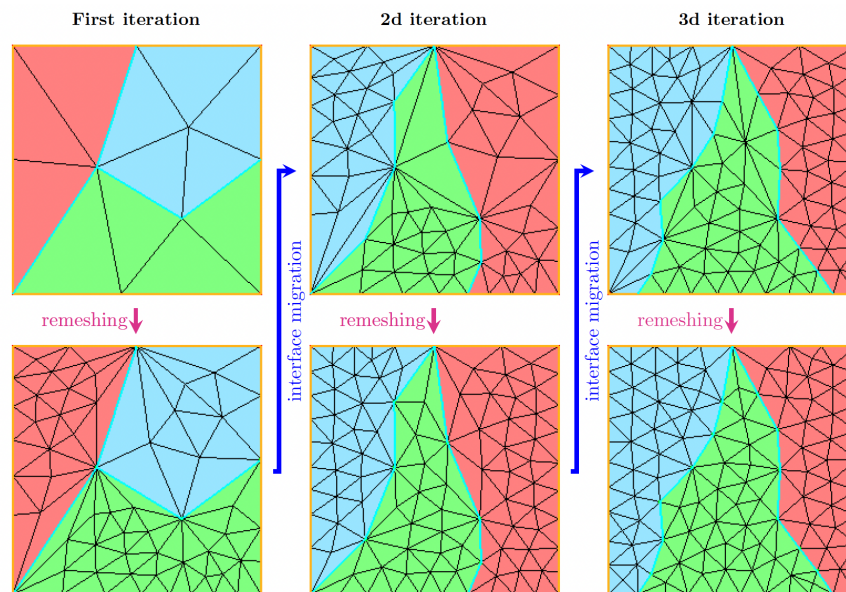 First iteration
2d iteration
3d iteration
remeshing
remeshing
remeshing
interface migration
interface migration